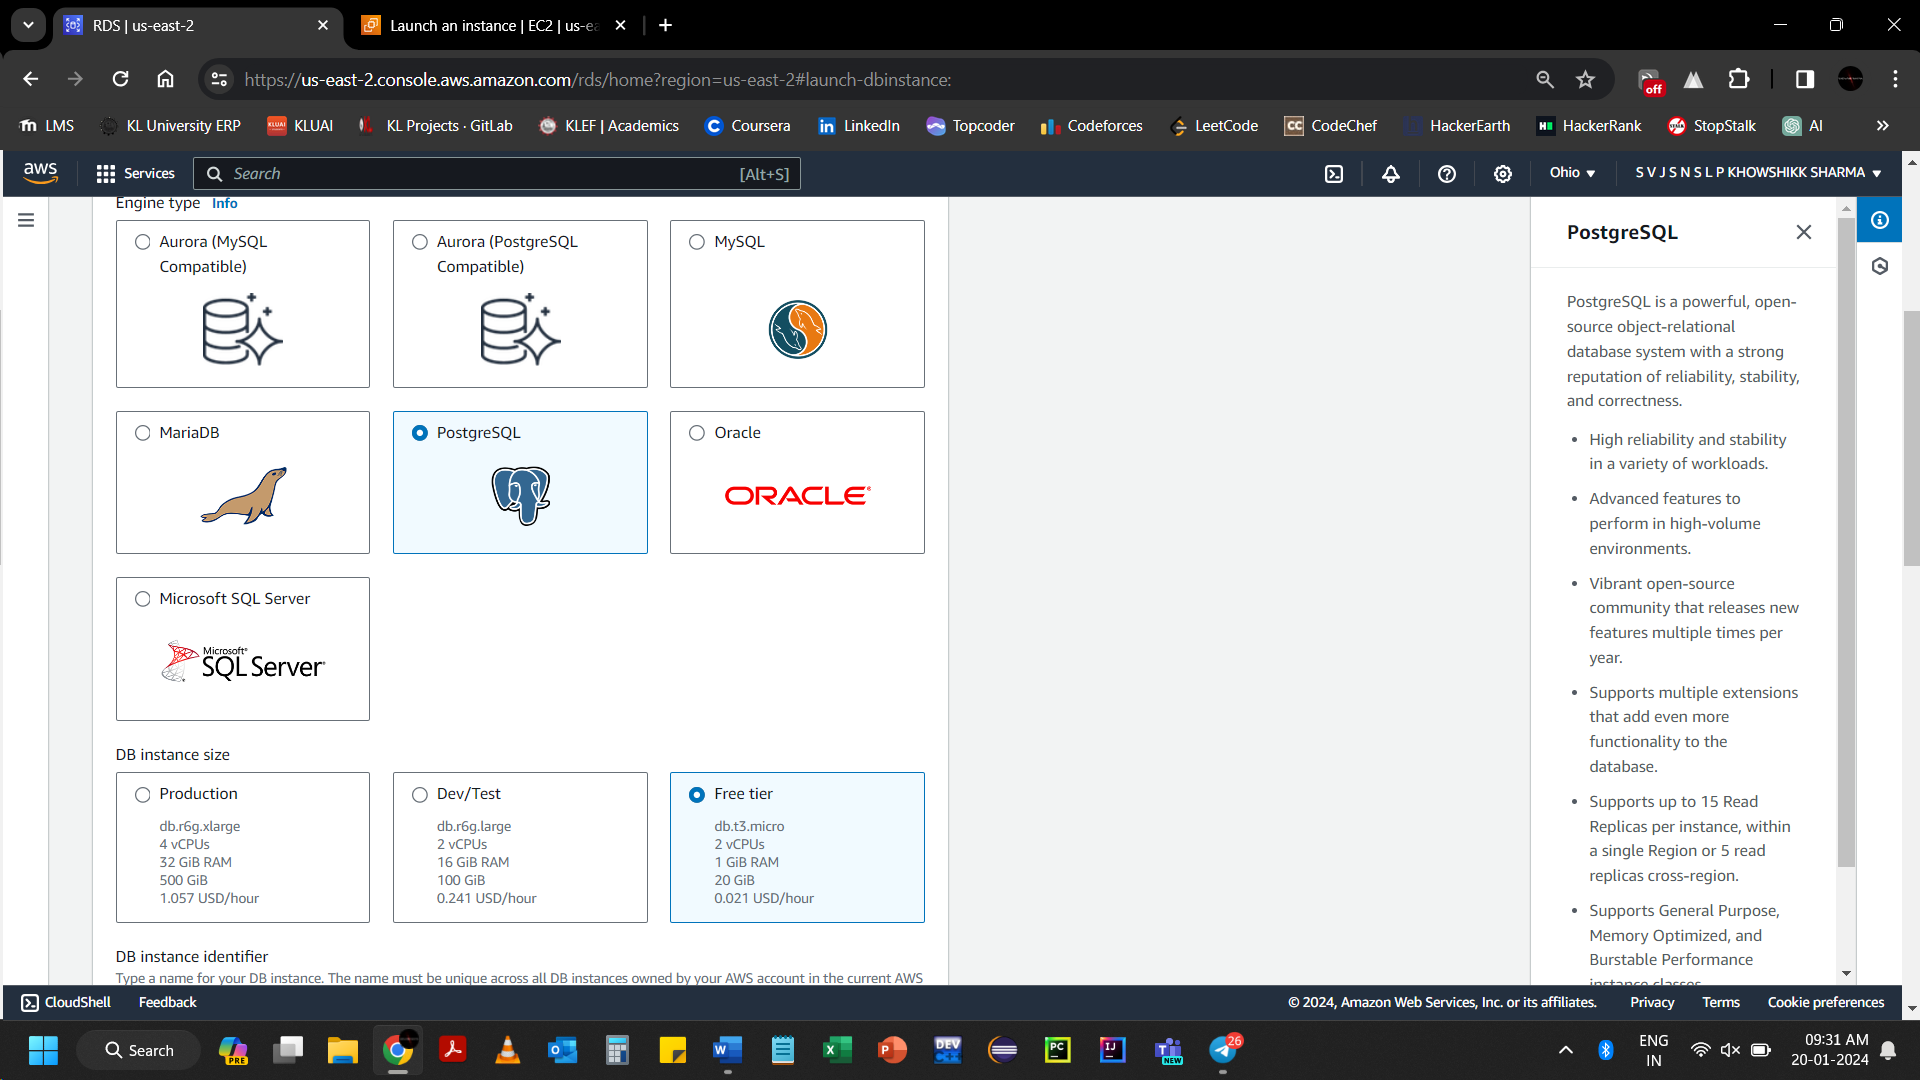 RDS | us-east-2
Launch an instance | EC2 | us-ea
https://us-east-2.console.aws.amazon.com/rds/home?region=us-east-2#launch-dbinstance:
off
LMS
KL University ERP
KLUAI
KL Projects · GitLab
KLEF | Academics
Coursera
LinkedIn
Topcoder
Codeforces
LeetCode
CodeChef
HackerEarth
HackerRank
StopStalk
AI
aws
Services
Search
[Alt+S]
Ohio
S V J S N S L P KHOWSHIKK SHARMA
Engine type Info
Aurora (MySQL
Compatible)
Aurora (PostgreSQL
Compatible)
MySQL
MariaDB
PostgreSQL
Oracle
ORACLE
Microsoft SQL Server
Microsoft
SQL Server
DB instance size
Production
db.r6g.xlarge
4 vCPUs
32 GiB RAM
500 GiB
1.057 USD/hour
Dev/Test
db.r6g.large
2 vCPUs
16 GiB RAM
100 GiB
0.241 USD/hour
Free tier
db.t3.micro
2 vCPUs
1 GiB RAM
20 GiB
0.021 USD/hour
DB instance identifier
Type a name for your DB instance. The name must be unique across all DB instances owned by your AWS account in the current AWS
PostgreSQL
PostgreSQL is a powerful, open-
source object-relational
database system with a strong
reputation of reliability, stability,
and correctness.
• High reliability and stability
in a variety of workloads.
• Advanced features to
perform in high-volume
environments.
• Vibrant open-source
community that releases new
features multiple times per
year.
• Supports multiple extensions
that add even more
functionality to the
database.
• Supports up to 15 Read
Replicas per instance, within
a single Region or 5 read
replicas cross-region.
• Supports General Purpose,
Memory Optimized, and
Burstable Performance
instance classes.
CloudShell
Feedback
© 2024, Amazon Web Services, Inc. or its affiliates.
Privacy
Terms
Cookie preferences
Search
PRE
DEV
C++
PC
IJ
NEW
26
ENG
IN
09:31 AM
20-01-2024